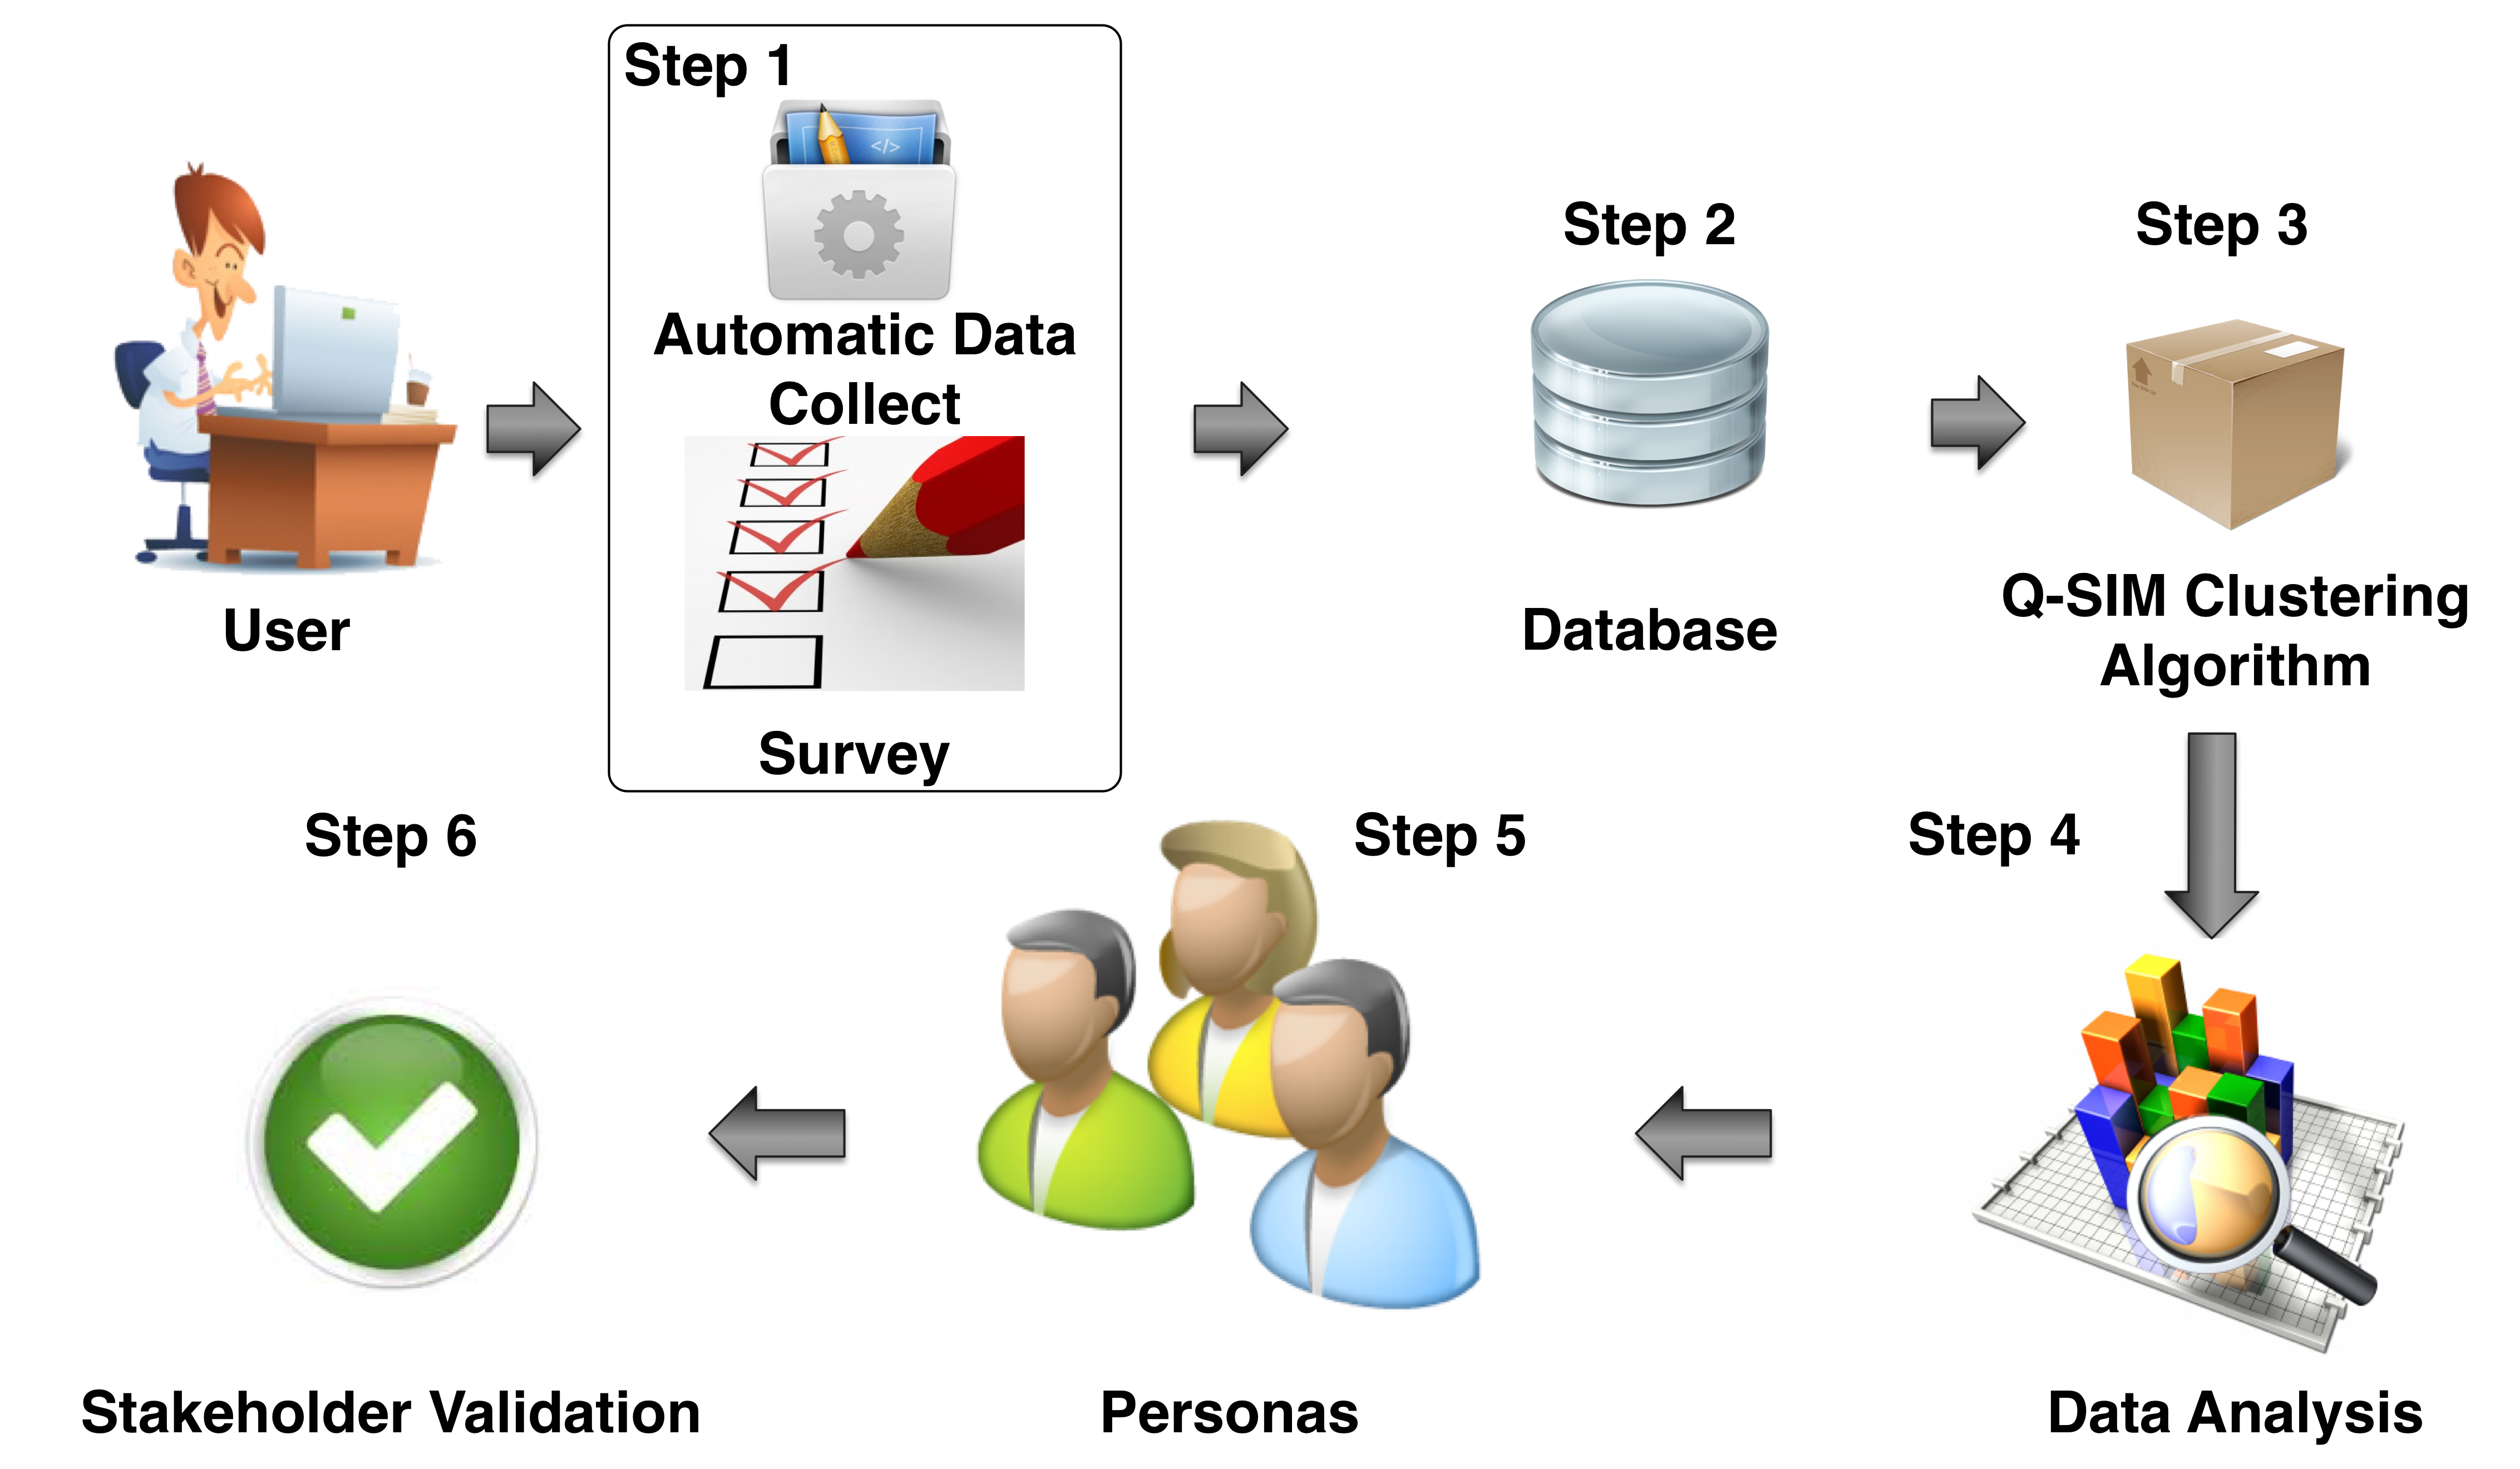 Step 1
</>
Automatic Data
Collect
Survey
User
Step 2
Database
Step 3
Q-SIM Clustering
Algorithm
Step 4
Data Analysis
Step 5
Personas
Step 6
Stakeholder Validation